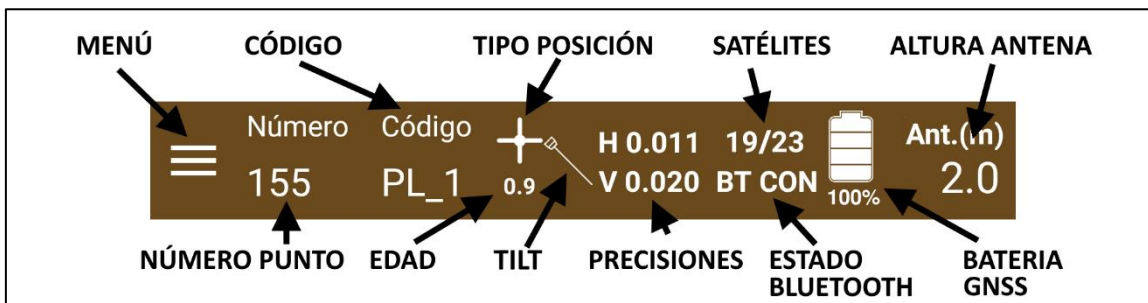 MENÚ CÓDIGO TIPO POSICIÓN SATÉLITES ALTURA ANTENA
Número Código H 0.011 19/23 Ant.(m)
155 PL_1 0.9 V 0.020 BT CON 100% 2.0
NÚMERO PUNTO EDAD TILT PRECISIONES ESTADO BATERIA
BLUETOOTH GNSS